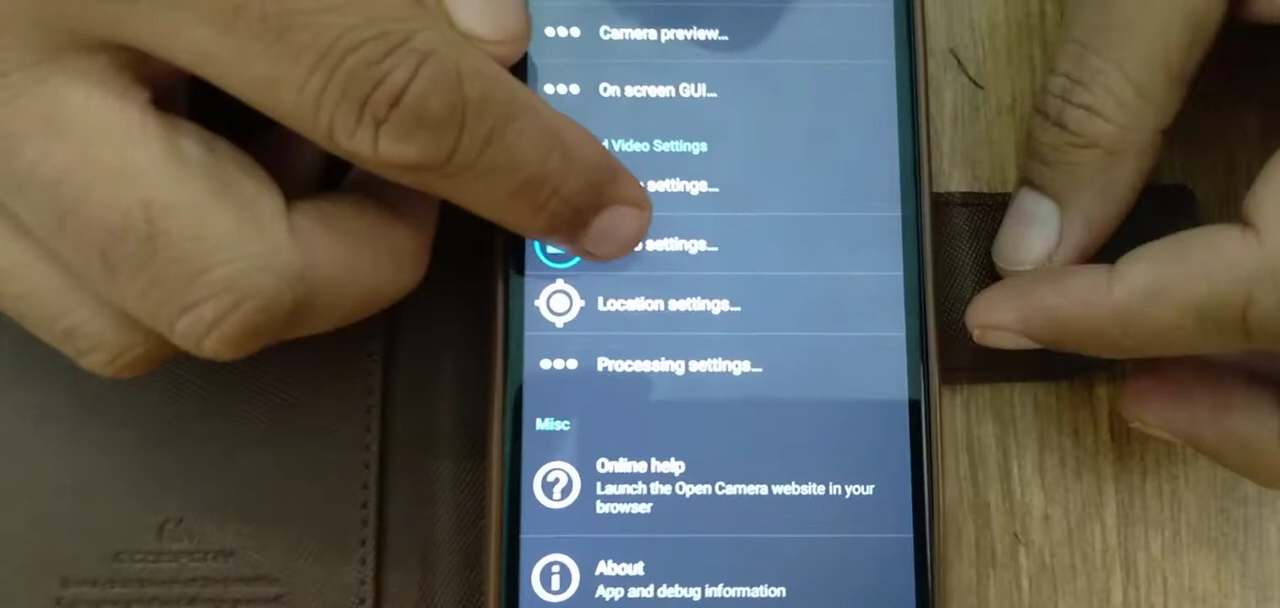 Camera preview...
On screen GUI...
Video Settings
settings...
settings...
Location settings...
Processing settings...
Misc
Online help
Launch the Open Camera website in your
browser
About
App and debug information